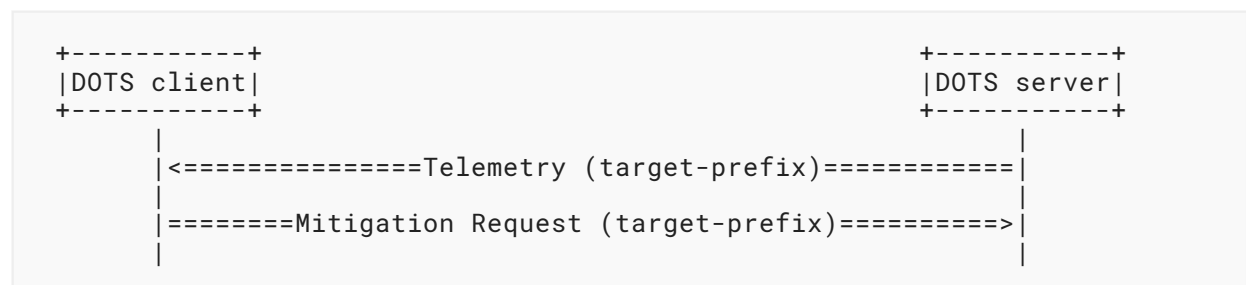 +-----------+                                         +-----------+
|DOTS client|                                         |DOTS server|
+-----------+                                         +-----------+
      |                                                     |
      |<===============Telemetry (target-prefix)============|
      |                                                     |
      |========Mitigation Request (target-prefix)==========>|
      |                                                     |